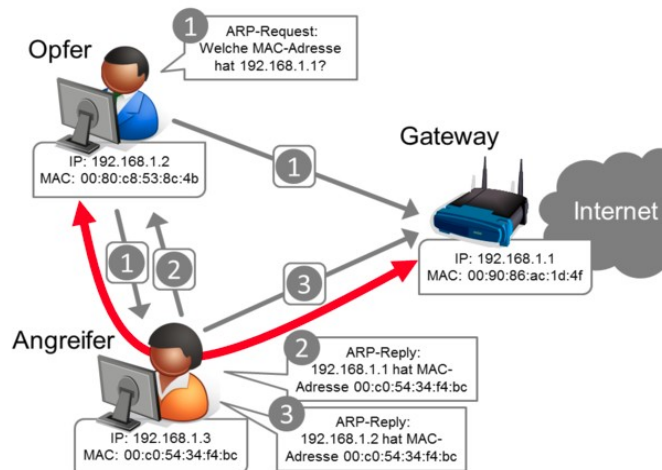 1
ARP-Request:
Welche MAC-Adresse
hat 192.168.1.1?
Opfer
IP: 192.168.1.2
MAC: 00:80:c8:53:8c:4b
1
Gateway
Internet
IP: 192.168.1.1
MAC: 00:90:86:ac:1d:4f
1
2
3
Angreifer
2
ARP-Reply:
192.168.1.1 hat MAC-
Adresse 00:c0:54:34:f4:bc
3
ARP-Reply:
192.168.1.2 hat MAC-
Adresse 00:c0:54:34:f4:bc
IP: 192.168.1.3
MAC: 00:c0:54:34:f4:bc